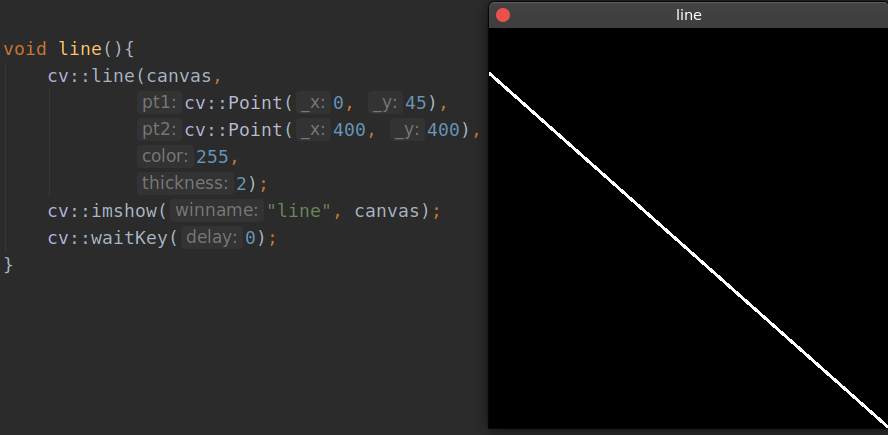 line
void line(){
cv::line(canvas,
pt1: cv::Point( _x: 0, _y: 45),
pt2: cv::Point( _x: 400, _y: 400),
color: 255,
thickness: 2);
cv::imshow( winname: "line", canvas);
cv::waitKey( delay: 0);
}